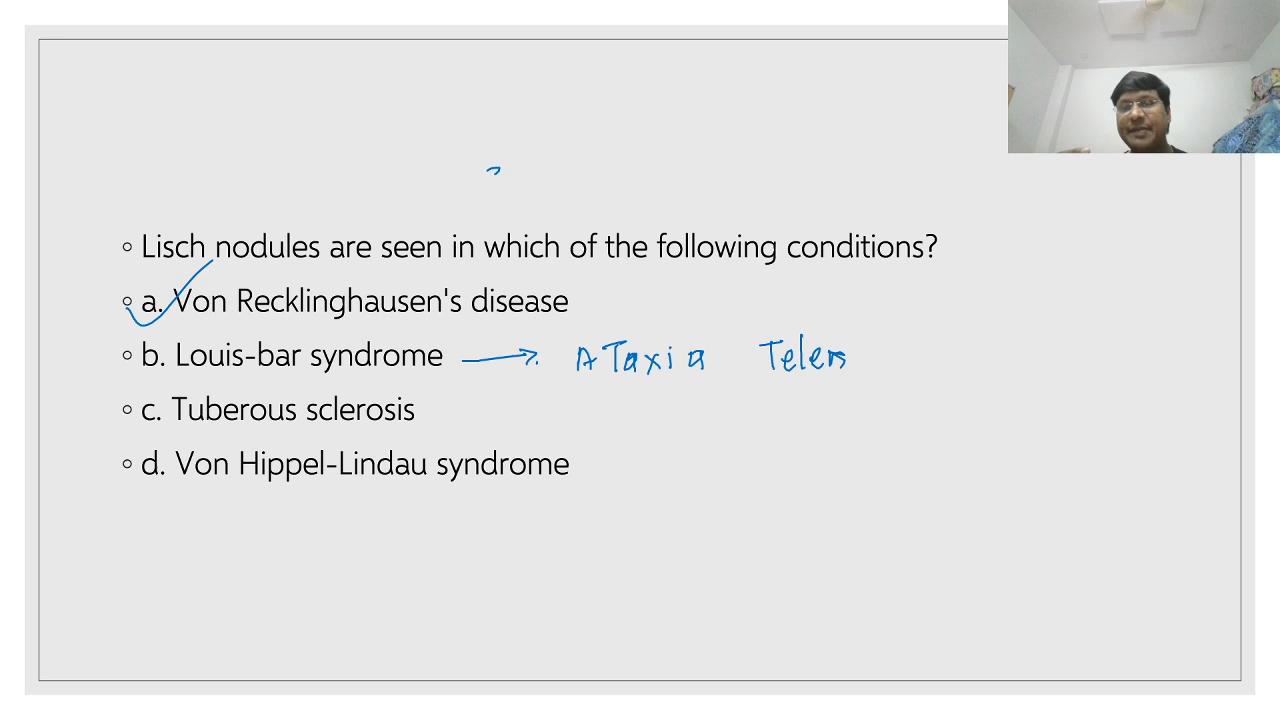 ◦ Lisch nodules are seen in which of the following conditions?
◦ a. Von Recklinghausen's disease
◦ b. Louis-bar syndrome → ATaxia Telen
◦ c. Tuberous sclerosis
◦ d. Von Hippel-Lindau syndrome